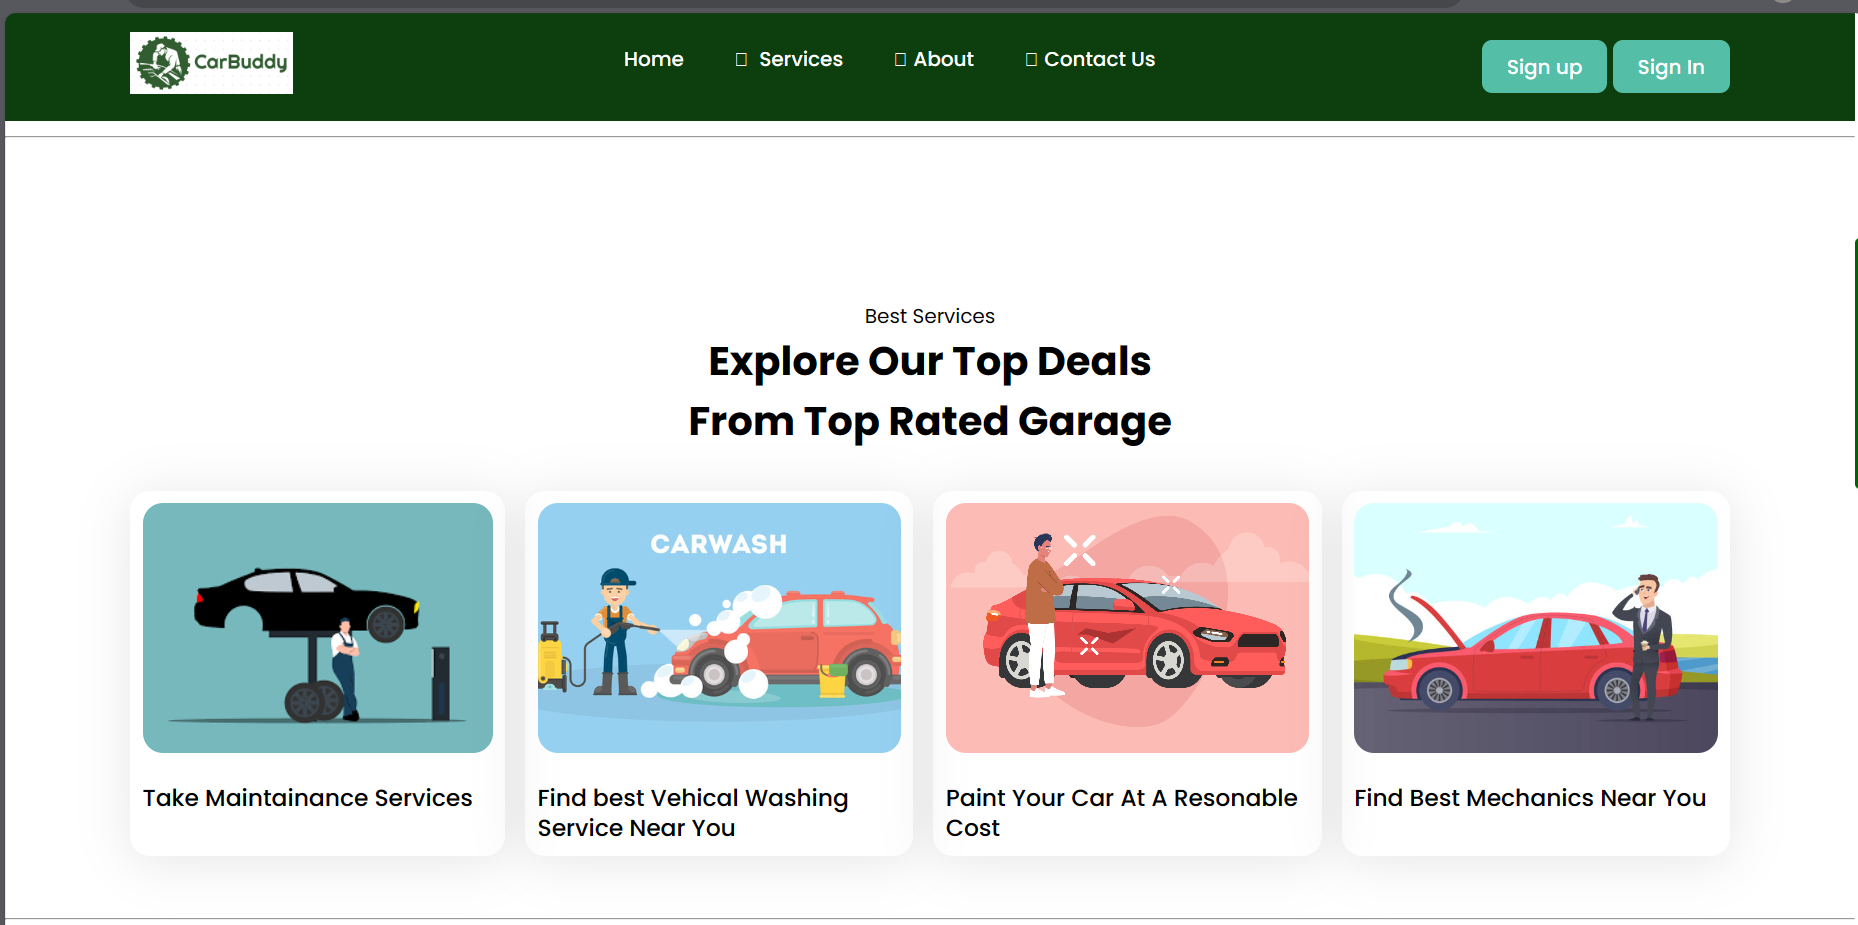 CarBuddy
Home Services About Contact Us Sign up Sign In
Best Services
Explore Our Top Deals
From Top Rated Garage
CARWASH
Take Maintainance Services
Find best Vehical Washing
Service Near You
Paint Your Car At A Resonable
Cost
Find Best Mechanics Near You